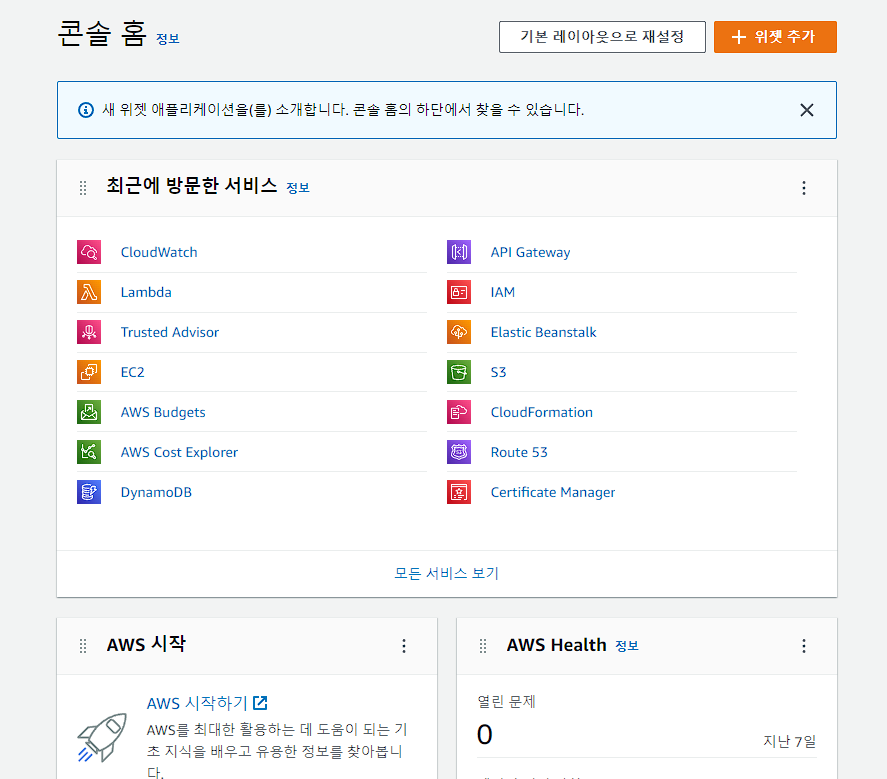 콘솔 홈 정보
기본 레이아웃으로 재설정
위젯 추가
새 위젯 애플리케이션을(를) 소개합니다. 콘솔 홈의 하단에서 찾을 수 있습니다.
최근에 방문한 서비스 정보
CloudWatch
API Gateway
Lambda
IAM
Trusted Advisor
Elastic Beanstalk
EC2
S3
AWS Budgets
CloudFormation
AWS Cost Explorer
Route 53
DynamoDB
Certificate Manager
모든 서비스 보기
AWS 시작
AWS 시작하기
AWS를 최대한 활용하는 데 도움이 되는 기
초 지식을 배우고 유용한 정보를 찾아봅니
다.
AWS Health 정보
열린 문제
0
지난 7일